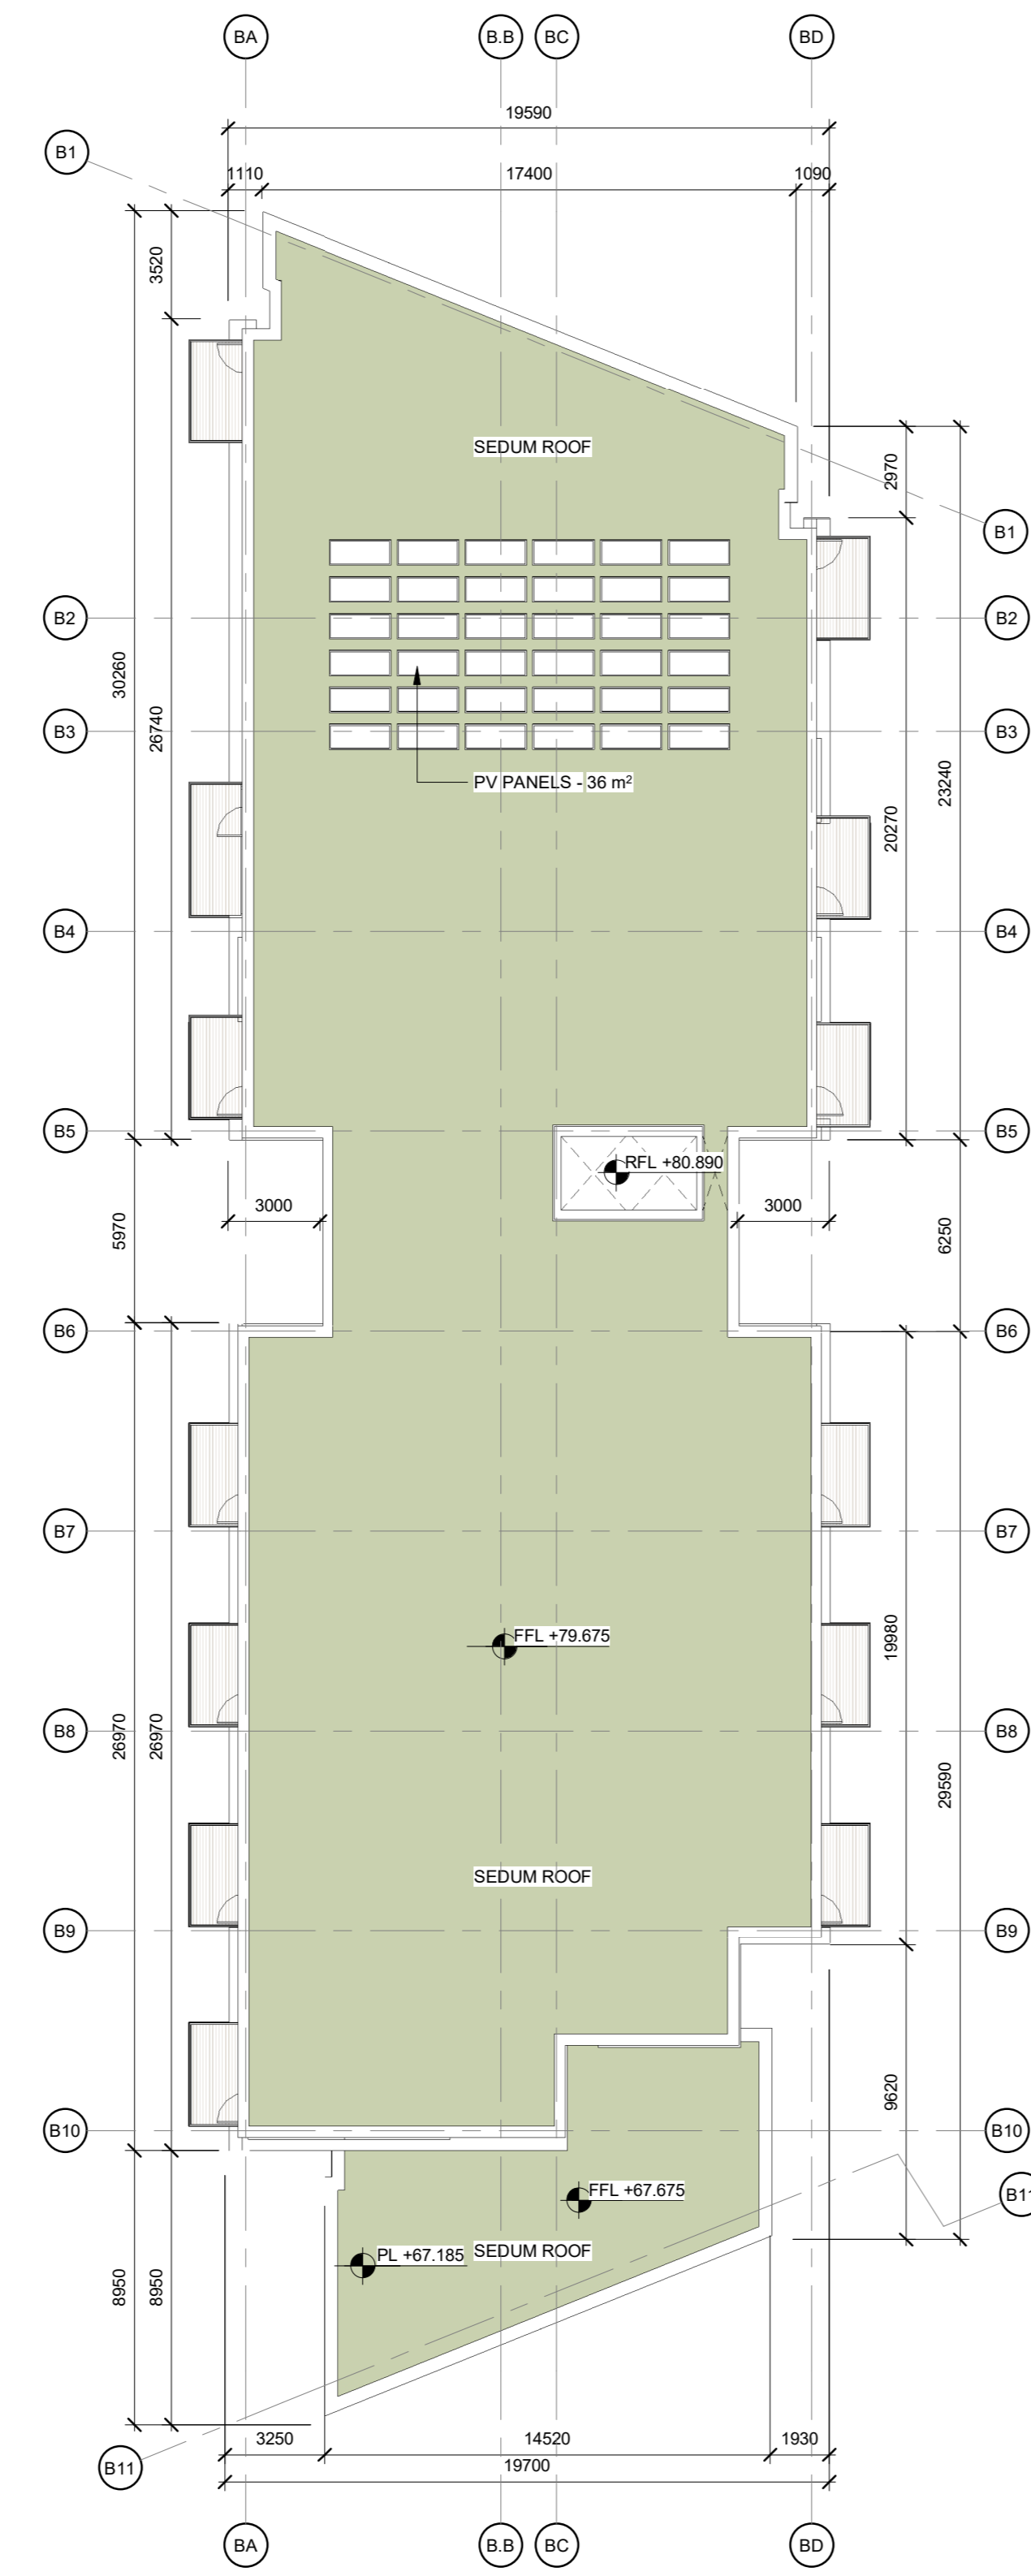 BA
B.B
BC
BD
19590
B1
1110
17400
1090
3520
SEDUM ROOF
2970
B1
B2
B2
30260
26740
B3
B3
23240
PV PANELS - 36 m²
20270
B4
B4
B5
B5
RFL +80.890
3000
3000
5970
6250
B6
B6
B7
B7
FFL +79.675
19980
B8
B8
26970
26970
29590
SEDUM ROOF
B9
B9
9620
B10
B10
FFL +67.675
B11
PL +67.185
SEDUM ROOF
8950
8950
3250
14520
1930
B11
19700
BA
B.B
BC
BD